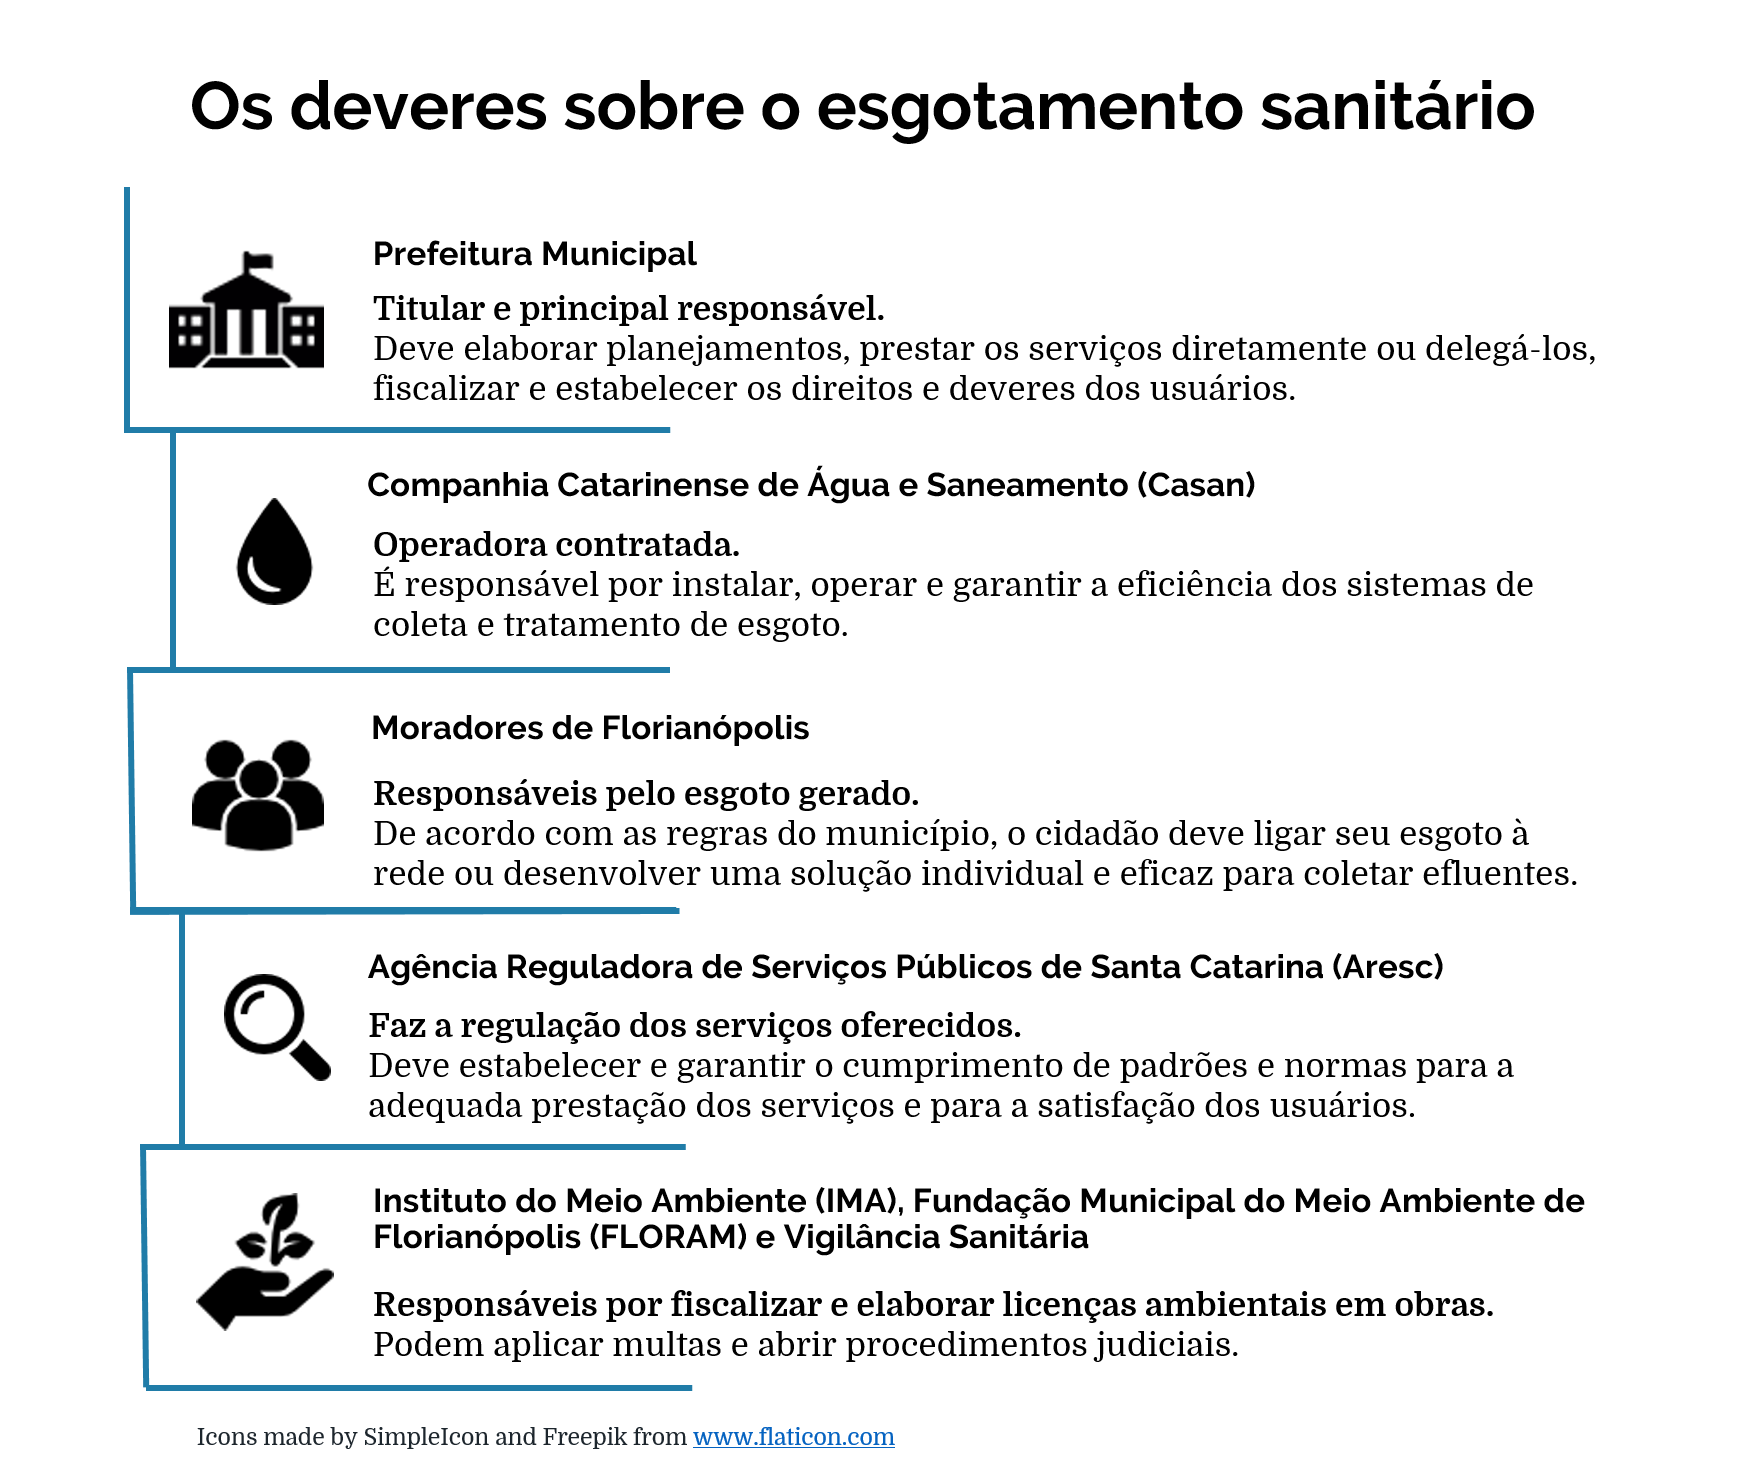 Os deveres sobre o esgotamento sanitário
Prefeitura Municipal
Titular e principal responsável.
Deve elaborar planejamentos, prestar os serviços diretamente ou delegá-los,
fiscalizar e estabelecer os direitos e deveres dos usuários.
Companhia Catarinense de Água e Saneamento (Casan)
Operadora contratada.
É responsável por instalar, operar e garantir a eficiência dos sistemas de
coleta e tratamento de esgoto.
Moradores de Florianópolis
Responsáveis pelo esgoto gerado.
De acordo com as regras do município, o cidadão deve ligar seu esgoto à
rede ou desenvolver uma solução individual e eficaz para coletar efluentes.
Agência Reguladora de Serviços Públicos de Santa Catarina (Aresc)
Faz a regulação dos serviços oferecidos.
Deve estabelecer e garantir o cumprimento de padrões e normas para a
adequada prestação dos serviços e para a satisfação dos usuários.
Instituto do Meio Ambiente (IMA), Fundação Municipal do Meio Ambiente de
Florianópolis (FLORAM) e Vigilância Sanitária
Responsáveis por fiscalizar e elaborar licenças ambientais em obras.
Podem aplicar multas e abrir procedimentos judiciais.
Icons made by SimpleIcon and Freepik from www.flaticon.com